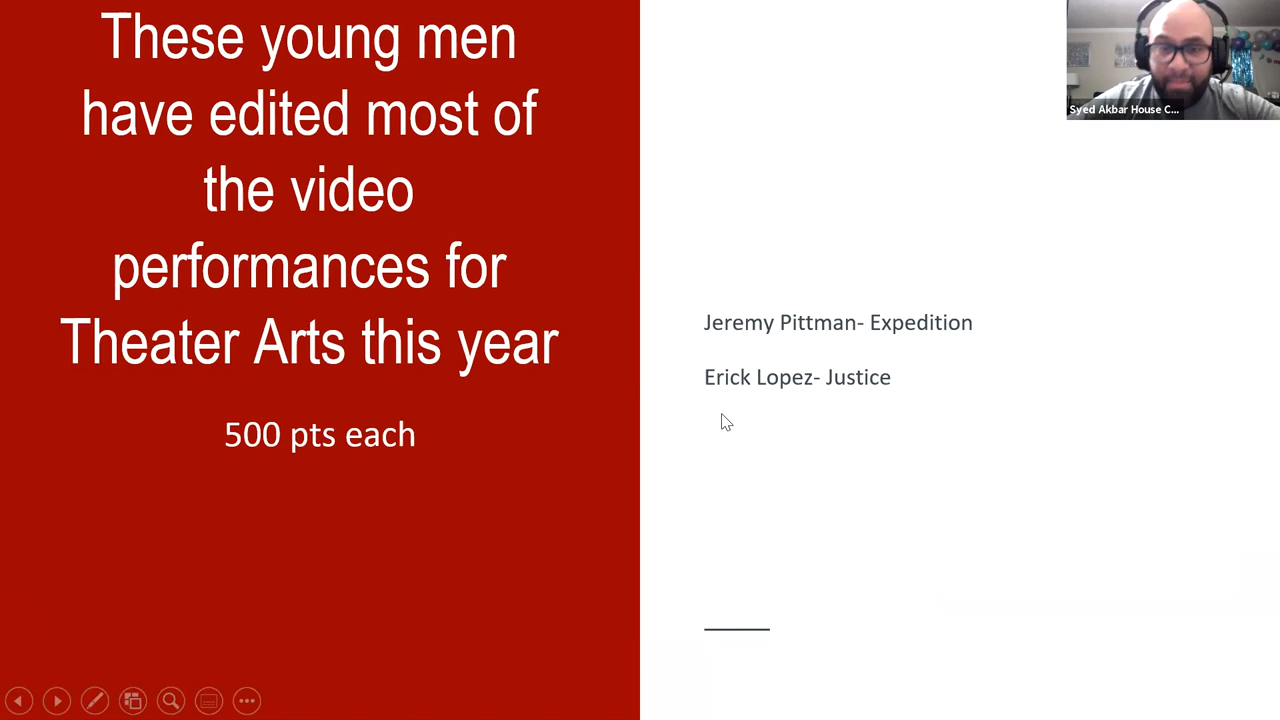 These young men
have edited most of
the video
performances for
Theater Arts this year
500 pts each
Jeremy Pittman- Expedition
Erick Lopez- Justice
Syed Akbar House C...